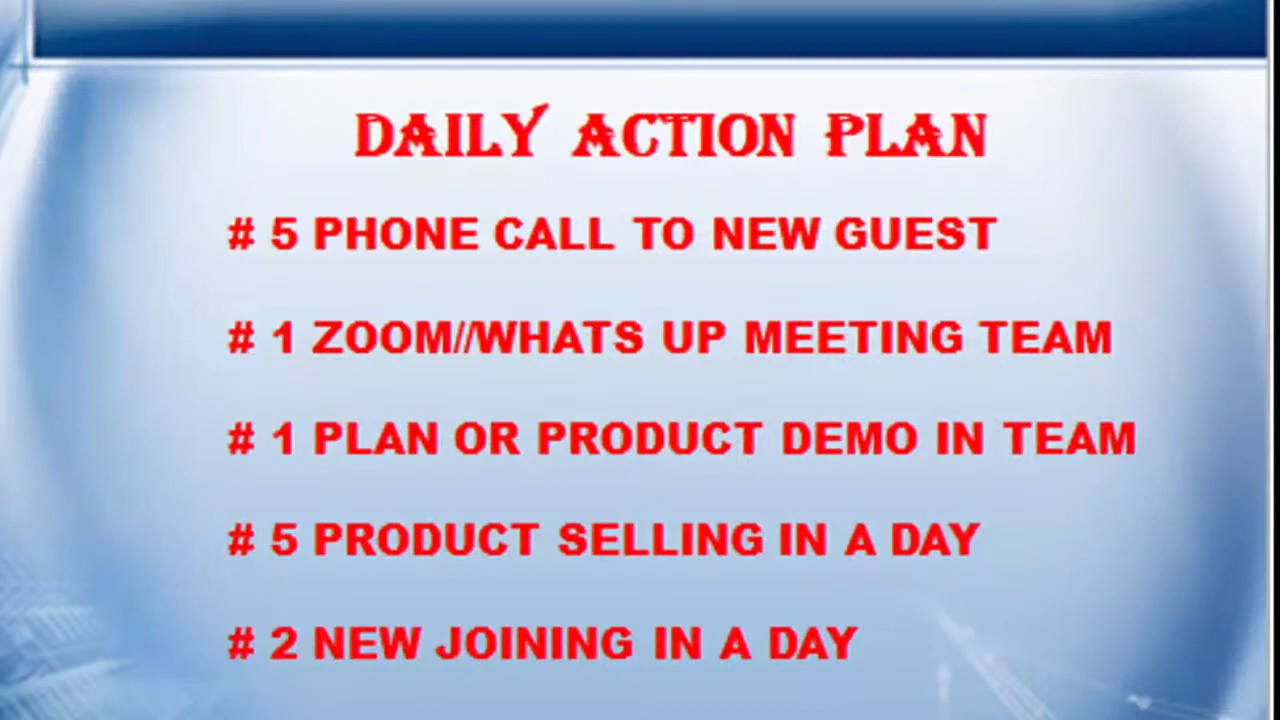 DAILY ACTION PLAN
# 5 PHONE CALL TO NEW GUEST
# 1 ZOOM//WHATS UP MEETING TEAM
# 1 PLAN OR PRODUCT DEMO IN TEAM
# 5 PRODUCT SELLING IN A DAY
# 2 NEW JOINING IN A DAY